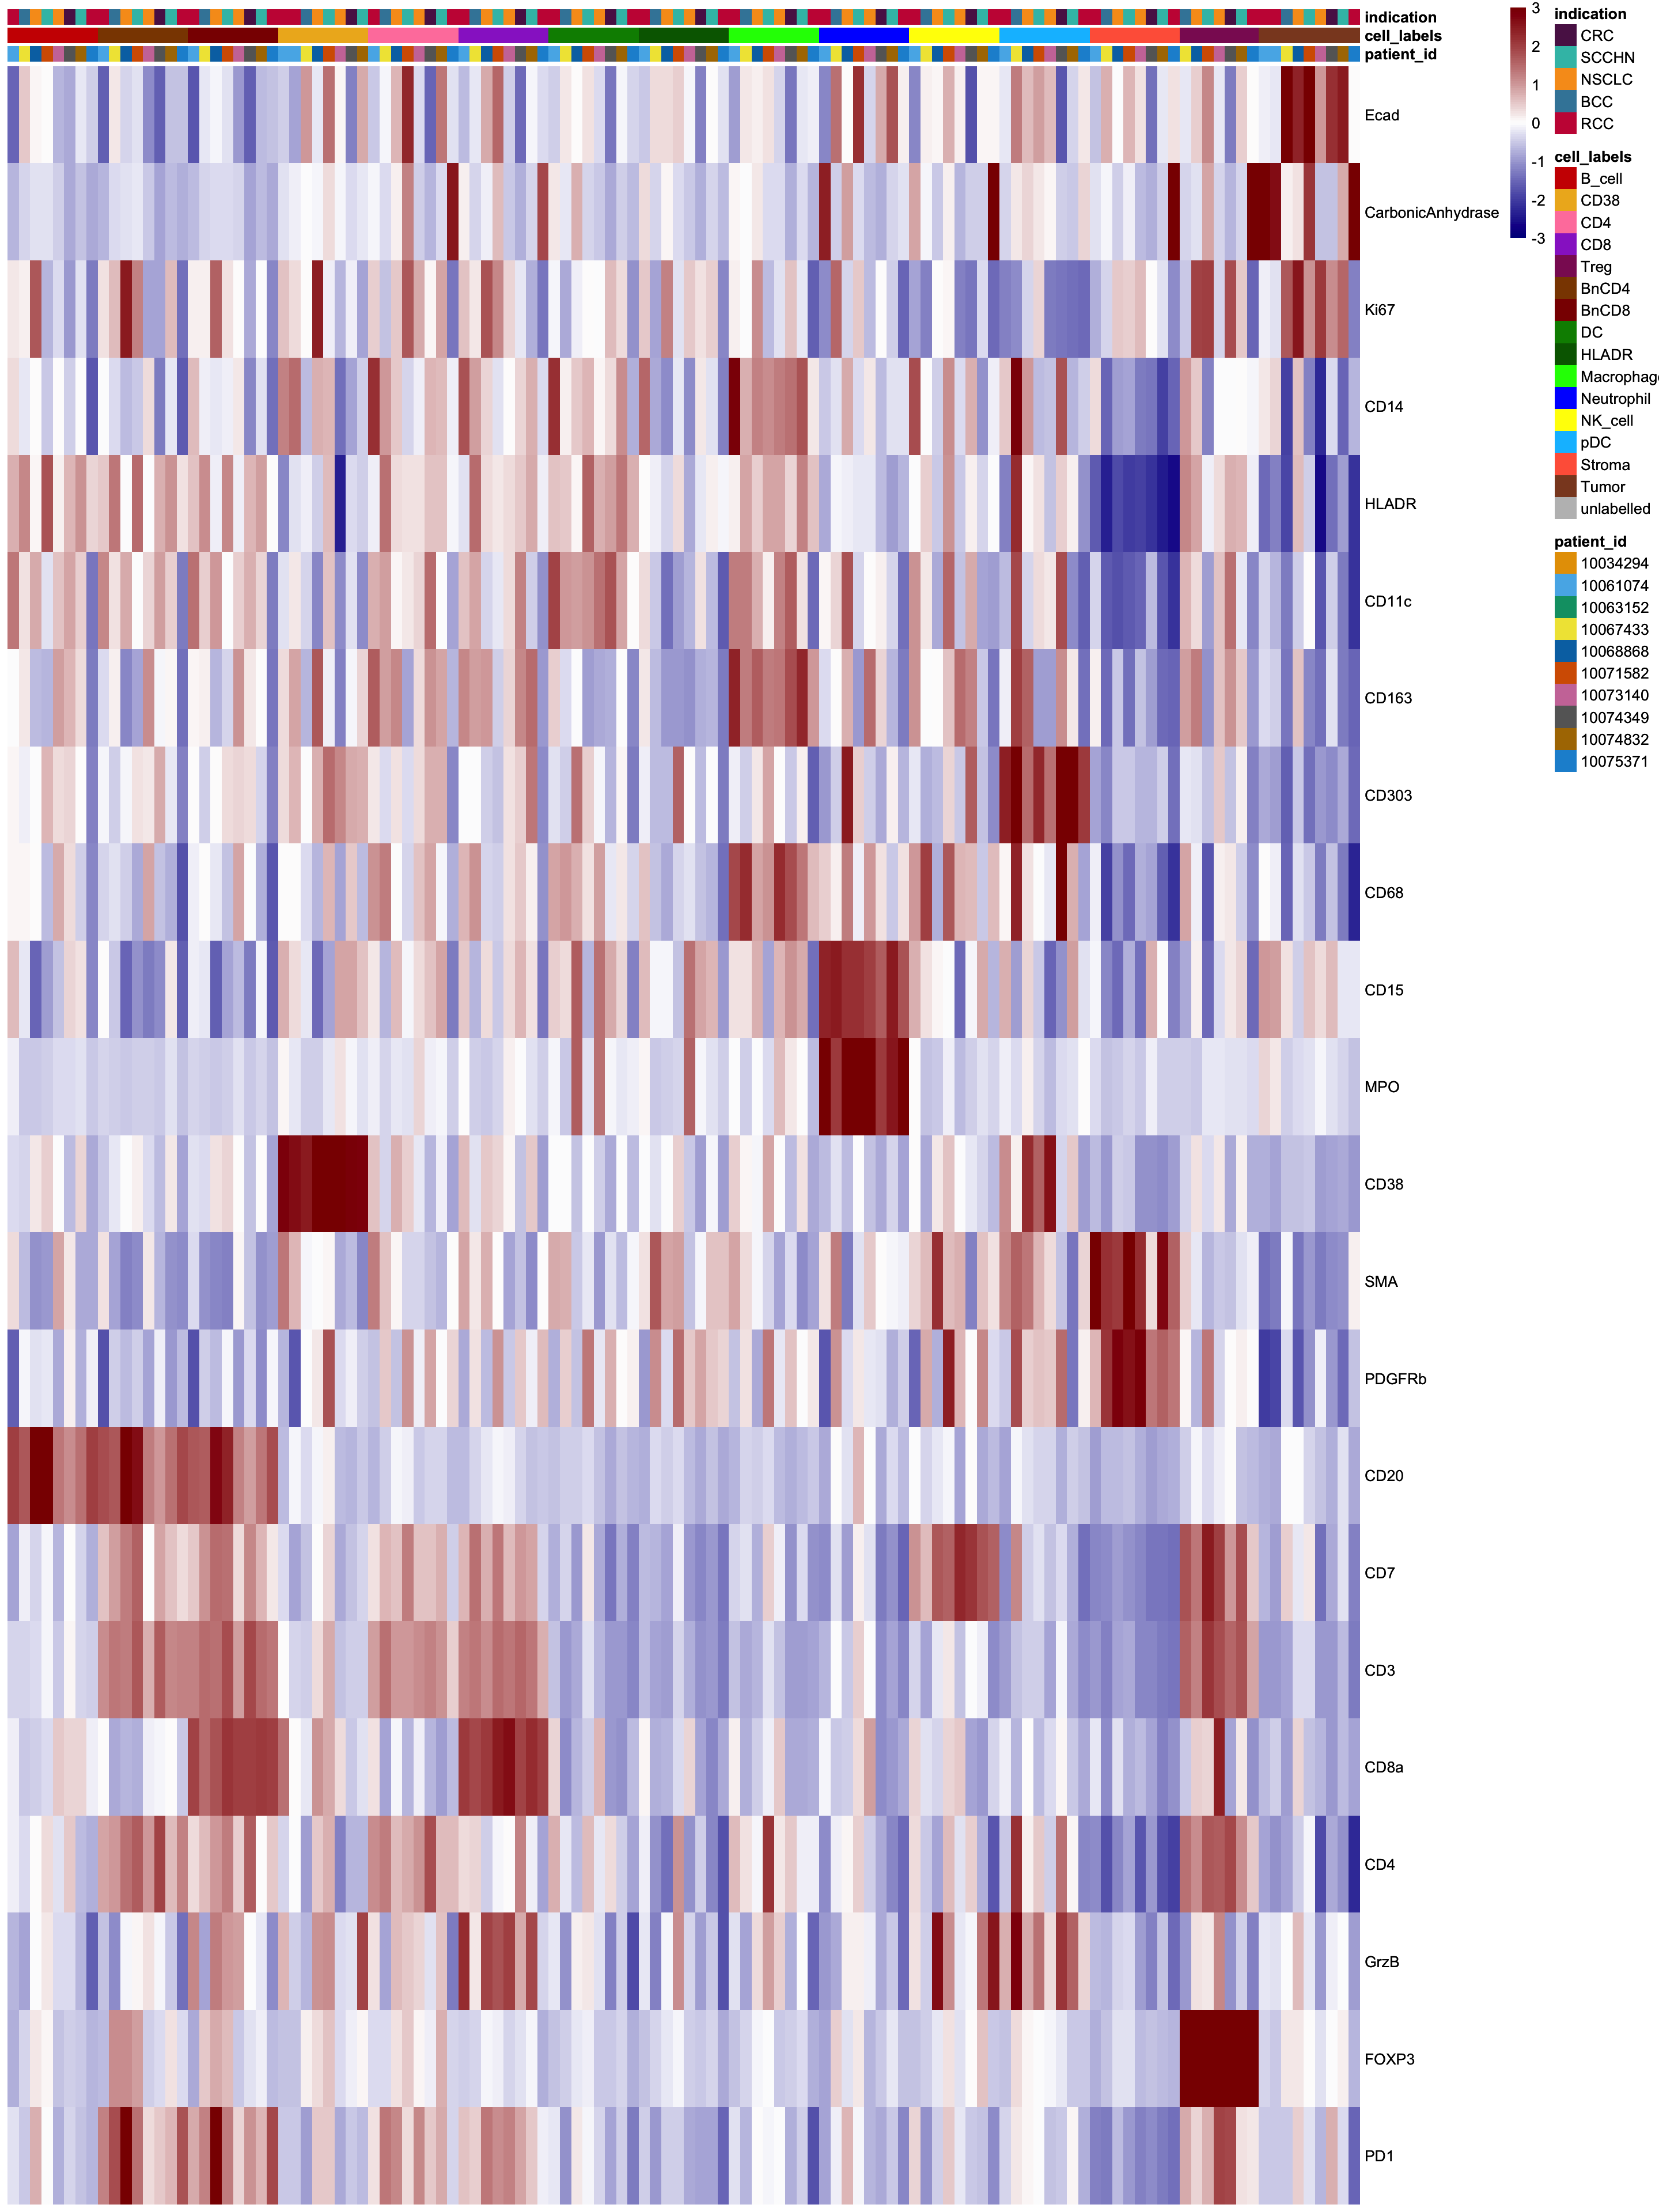 indication
cell_labels
patient_id
Ecad
CarbonicAnhydrase
Ki67
CD14
HLADR
CD11c
CD163
CD303
CD68
CD15
MPO
CD38
SMA
PDGFRb
CD20
CD7
CD3
CD8a
CD4
GrzB
FOXP3
PD1
3
2
1
0
-1
-2
-3
indication
CRC
SCCHN
NSCLC
BCC
RCC
cell_labels
B_cell
CD38
CD4
CD8
Treg
BnCD4
BnCD8
DC
HLADR
Macrophag
Neutrophil
NK_cell
pDC
Stroma
Tumor
unlabelled
patient_id
10034294
10061074
10063152
10067433
10068868
10071582
10073140
10074349
10074832
10075371